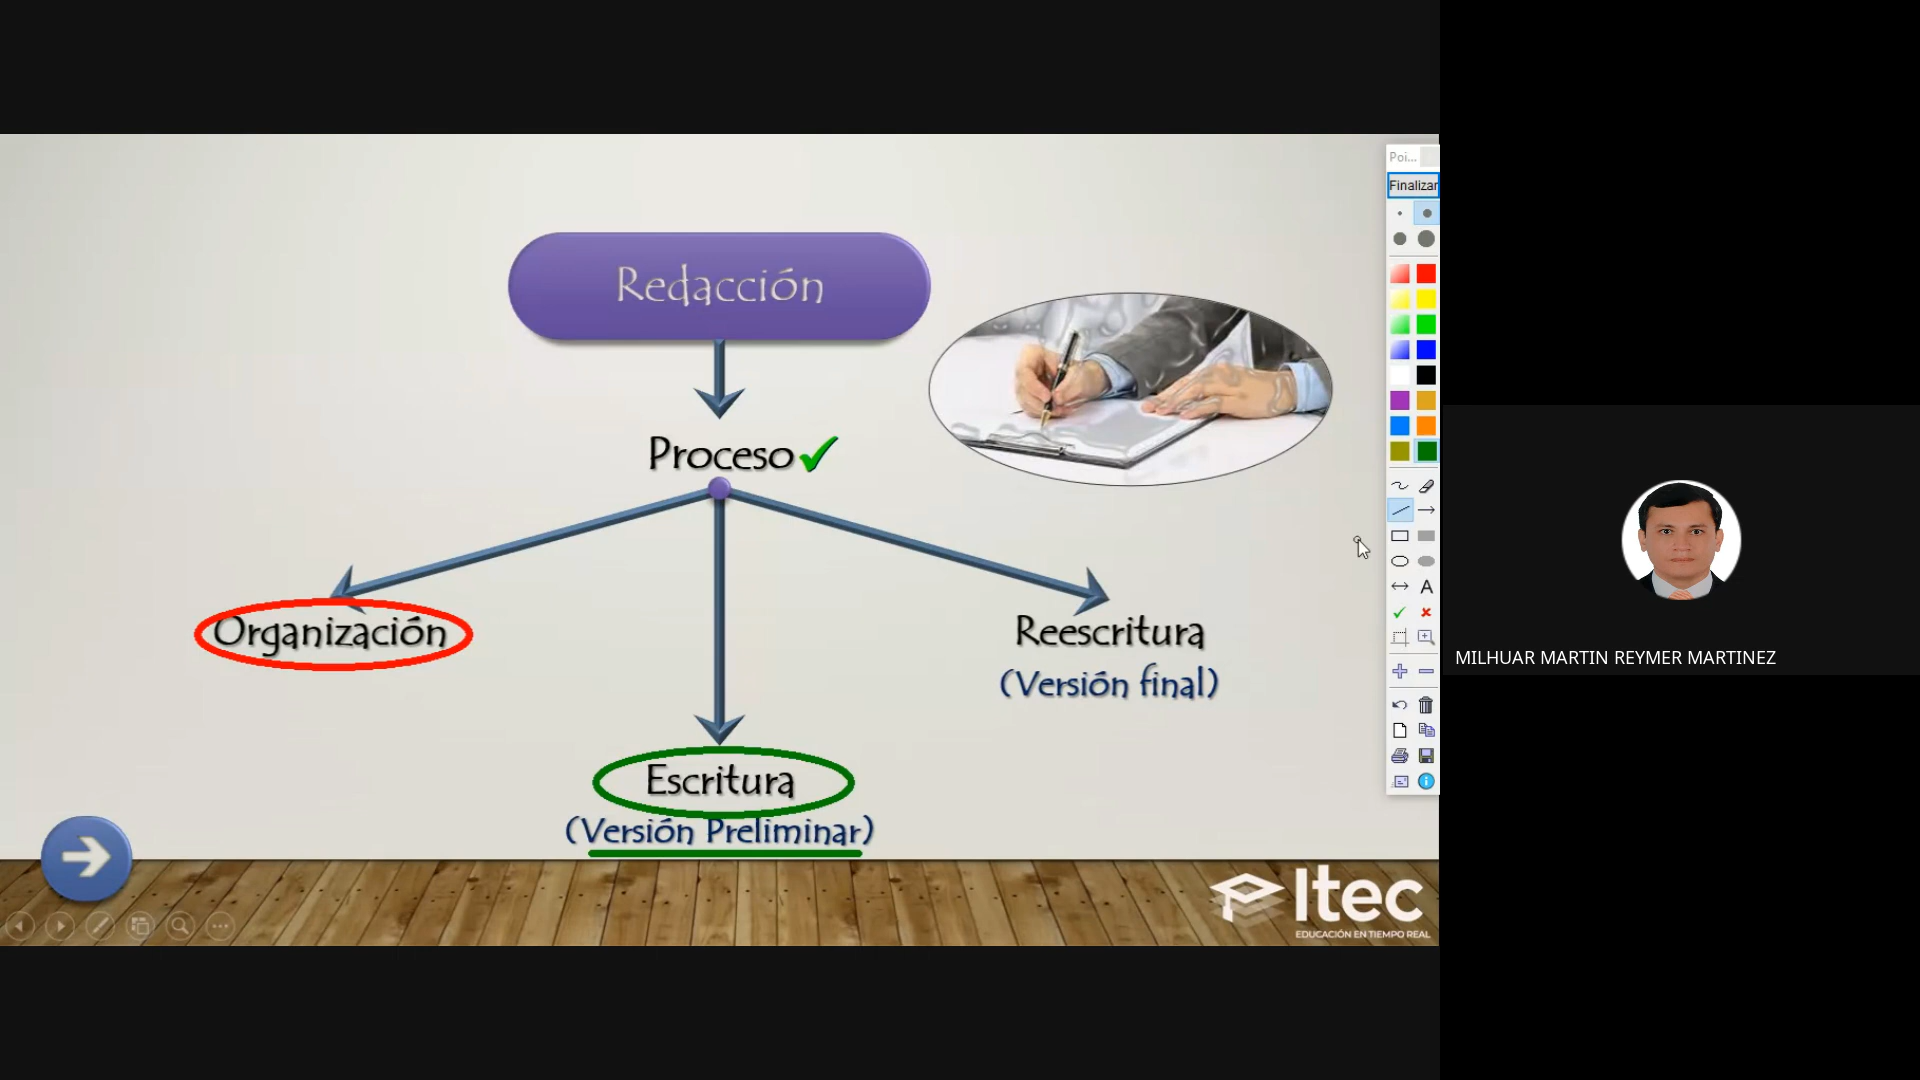 Poi...
Finalizar
Redacción
Proceso
Organización
Reescritura
(Versión final)
Escritura
(Versión Preliminar)
Itec
EDUCACIÓN EN TIEMPO REAL
A
MILHUAR MARTIN REYMER MARTINEZ